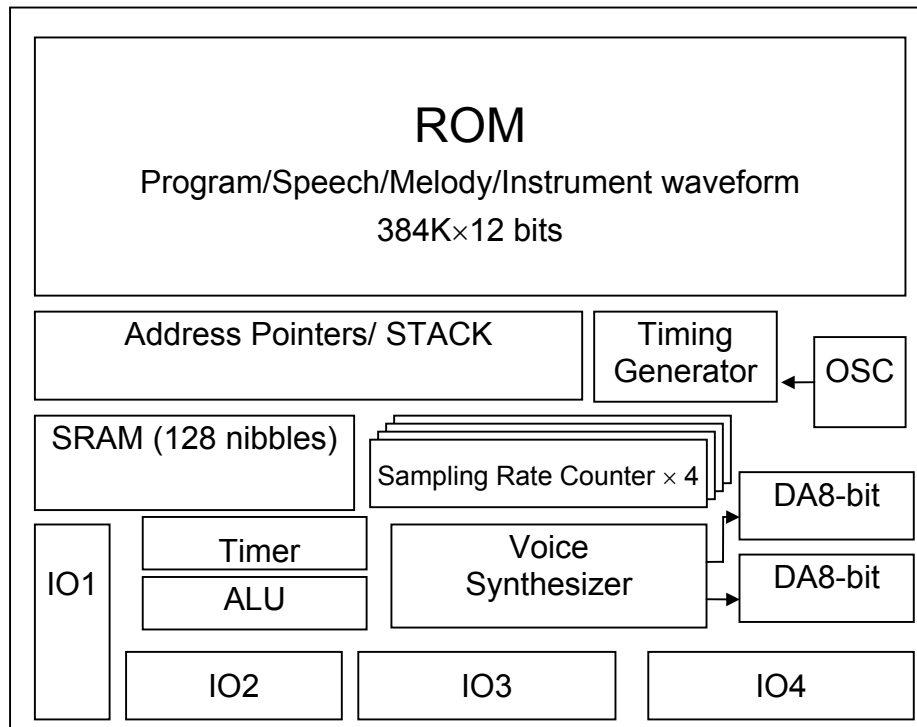 ROM
Program/Speech/Melody/Instrument waveform
384K×12 bits
Address Pointers/ STACK
Timing
Generator
OSC
SRAM (128 nibbles)
Sampling Rate Counter × 4
DA8-bit
IO1
Timer
Voice
Synthesizer
DA8-bit
ALU
IO2
IO3
IO4